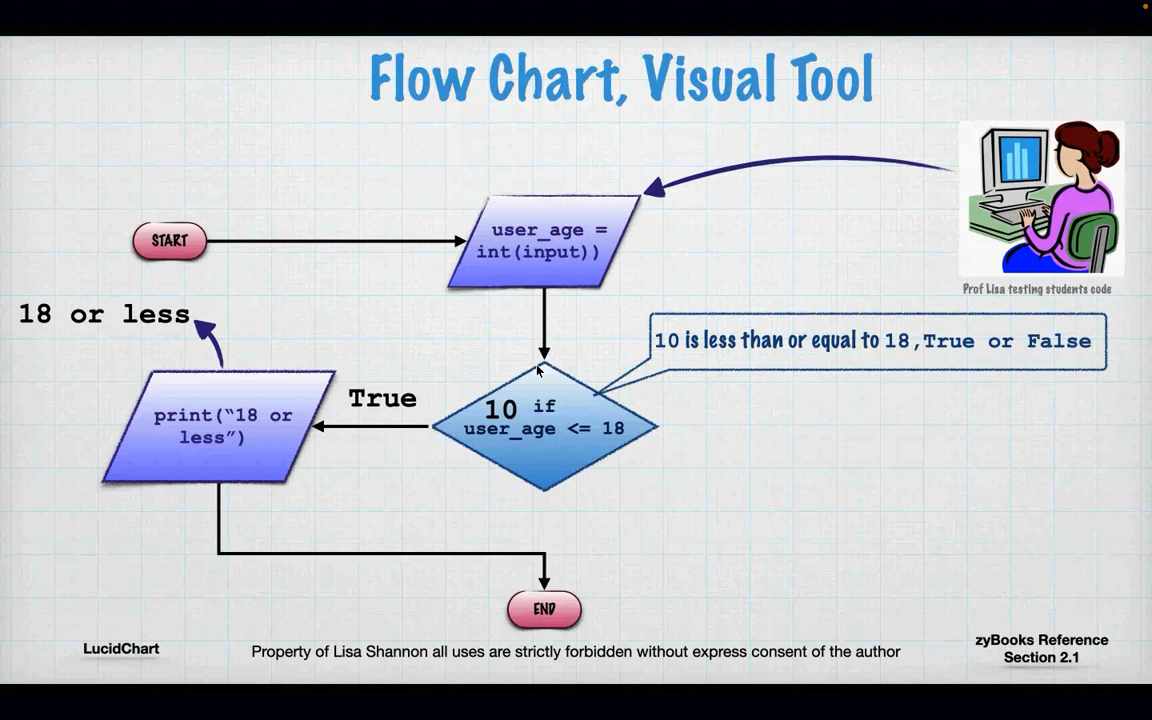 Flow Chart, Visual Tool
START
user_age =
int(input))
Prof Lisa testing students code
18 or less
10 is less than or equal to 18,True or False
print(“18 or
less”)
True
10 if
user_age <= 18
END
LucidChart
Property of Lisa Shannon all uses are strictly forbidden without express consent of the author
zyBooks Reference
Section 2.1